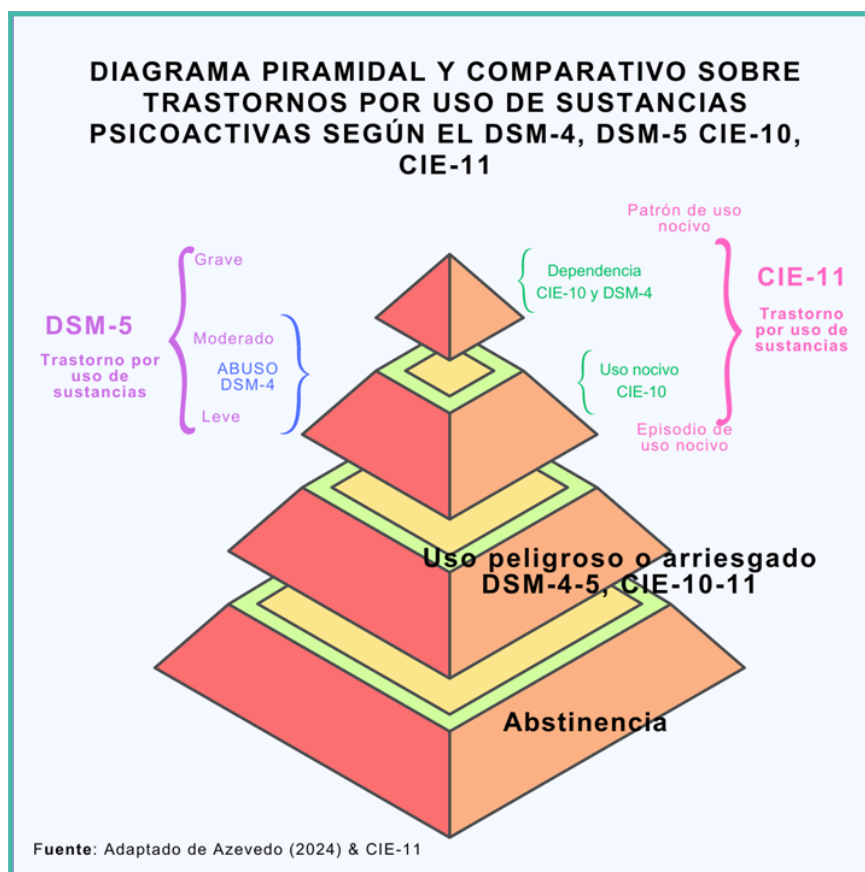 DIAGRAMA PIRAMIDAL Y COMPARATIVO SOBRE
TRASTORNOS POR USO DE SUSTANCIAS
PSICOACTIVAS SEGÚN EL DSM-4, DSM-5 CIE-10,
CIE-11
DSM-5
Trastorno por
uso de
sustancias
Grave
Moderado
Leve
ABUSO
DSM-4
Dependencia
CIE-10 y DSM-4
Uso nocivo
CIE-10
Patrón de uso
nocivo
Episodio de
uso nocivo
CIE-11
Trastorno
por uso de
sustancias
Uso peligroso o arriesgado
DSM-4-5, CIE-10-11
Abstinencia
Fuente: Adaptado de Azevedo (2024) & CIE-11